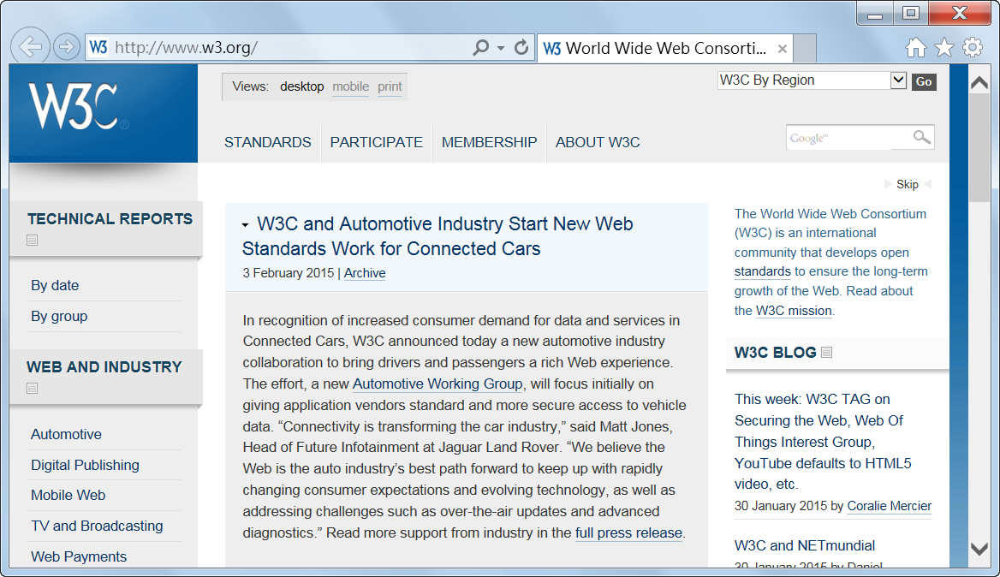 W3 http://www.w3.org/
W3 World Wide Web Consorti...
W3C®
Views: desktop mobile print
W3C By Region
Go
STANDARDS
PARTICIPATE
MEMBERSHIP
ABOUT W3C
Google™
Skip
TECHNICAL REPORTS
By date
By group
WEB AND INDUSTRY
Automotive
Digital Publishing
Mobile Web
TV and Broadcasting
Web Payments
W3C and Automotive Industry Start New Web
Standards Work for Connected Cars
3 February 2015 | Archive
In recognition of increased consumer demand for data and services in
Connected Cars, W3C announced today a new automotive industry
collaboration to bring drivers and passengers a rich Web experience.
The effort, a new Automotive Working Group, will focus initially on
giving application vendors standard and more secure access to vehicle
data. “Connectivity is transforming the car industry,” said Matt Jones,
Head of Future Infotainment at Jaguar Land Rover. “We believe the
Web is the auto industry’s best path forward to keep up with rapidly
changing consumer expectations and evolving technology, as well as
addressing challenges such as over-the-air updates and advanced
diagnostics.” Read more support from industry in the full press release.
The World Wide Web Consortium
(W3C) is an international
community that develops open
standards to ensure the long-term
growth of the Web. Read about
the W3C mission.
W3C BLOG
This week: W3C TAG on
Securing the Web, Web Of
Things Interest Group,
YouTube defaults to HTML5
video, etc.
30 January 2015 by Coralie Mercier
W3C and NETmundial
30 January 2015 by Daniel